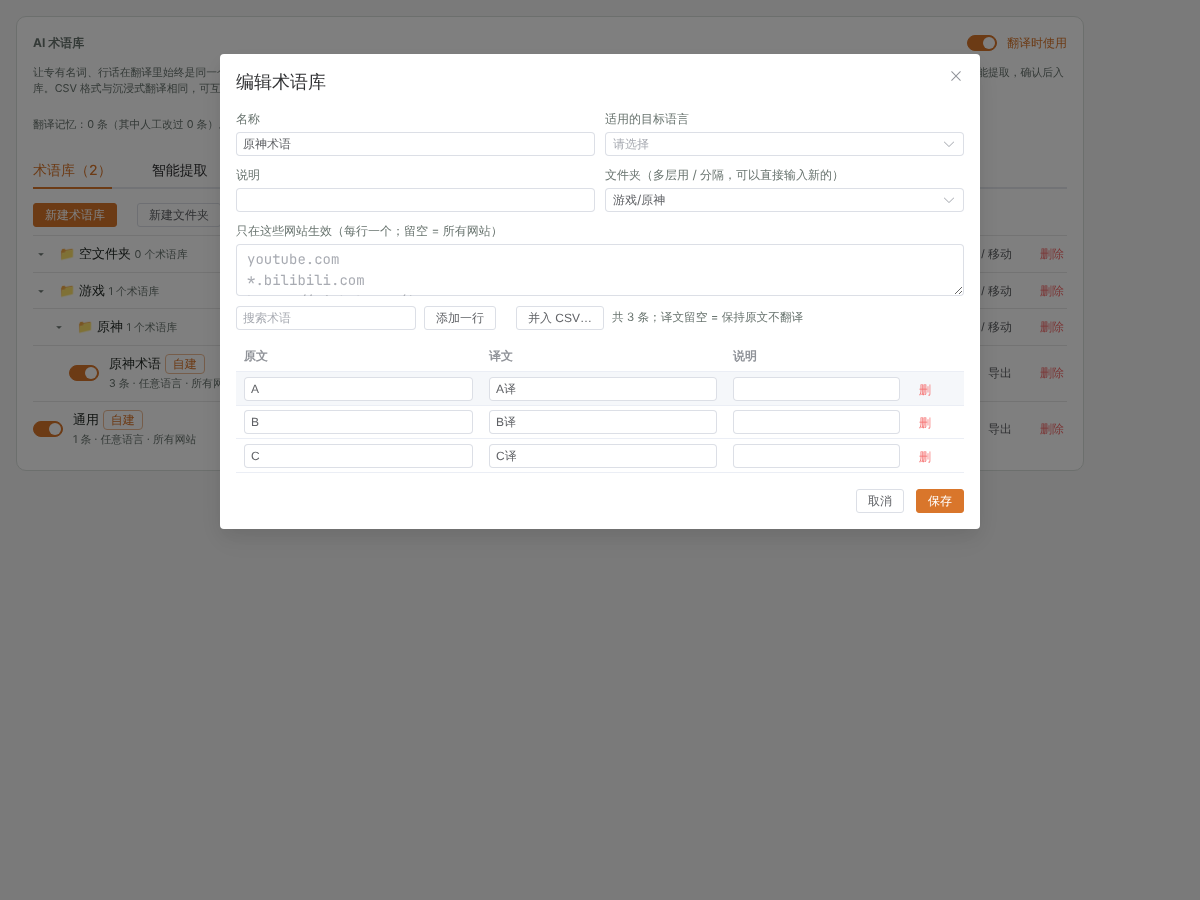 AI 术语库
翻译时使用
让专有名词、行话在翻译里始终是同一
能提取，确认后入
库。CSV 格式与沉浸式翻译相同，可互
翻译记忆：0 条（其中人工改过 0 条）
术语库（2）
智能提取
新建术语库
新建文件夹
📁 空文件夹 0 个术语库
/ 移动
删除
📁 游戏 1 个术语库
/ 移动
删除
📁 原神 1 个术语库
/ 移动
删除
原神术语 自建
3 条 · 任意语言 · 所有网
导出
删除
通用 自建
1 条 · 任意语言 · 所有网站
导出
删除
编辑术语库
名称
适用的目标语言
原神术语
请选择
说明
文件夹（多层用 / 分隔，可以直接输入新的）
游戏/原神
只在这些网站生效（每行一个；留空 = 所有网站）
youtube.com
*.bilibili.com
搜索术语
添加一行
并入 CSV…
共 3 条；译文留空 = 保持原文不翻译
原文
译文
说明
A
A译
删
B
B译
删
C
C译
删
取消
保存